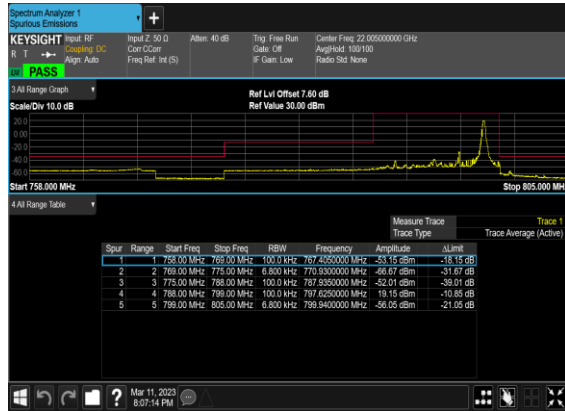 Spectrum Analyzer 1
Spurious Emissions
+
KEYSIGHT Input: RF Input Z: 50 Ω Atten: 40 dB Trig: Free Run Center Freq: 22.005000000 GHz
R T Coupling: DC Corr CCorr Gate: Off Avg|Hold: 100/100
Align: Auto Freq Ref: Int (S) IF Gain: Low Radio Std: None
PASS
3 All Range Graph
Ref Lvl Offset 7.60 dB
Scale/Div 10.0 dB Ref Value 30.00 dBm
20.0
0.00
-20.0
-40.0
-60.0
Start 758.000 MHz Stop 805.000 MH
4 All Range Table
Measure Trace Trace 1
Trace Type Trace Average (Active)
Spur Range Start Freq Stop Freq RBW Frequency Amplitude ΔLimit
1 1 758.00 MHz 769.00 MHz 100.0 kHz 767.4050000 MHz -53.15 dBm -18.15 dB
2 2 769.00 MHz 775.00 MHz 6.800 kHz 770.9300000 MHz -66.67 dBm -31.67 dB
3 3 775.00 MHz 788.00 MHz 100.0 kHz 787.9350000 MHz -52.01 dBm -39.01 dB
4 4 788.00 MHz 799.00 MHz 100.0 kHz 797.6250000 MHz 19.15 dBm -10.85 dB
5 5 799.00 MHz 805.00 MHz 6.800 kHz 799.9400000 MHz -56.05 dBm -21.05 dB
? Mar 11, 2023
8:07:14 PM